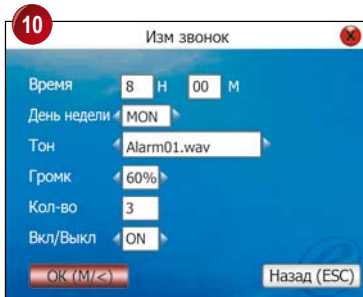 10
Изм звонок
Время 8 H 00 M
День недели MON
Тон Alarm01.wav
Громк 60%
Кол-во 3
Вкл/Выкл ON
OK (M/<) Назад (ESC)